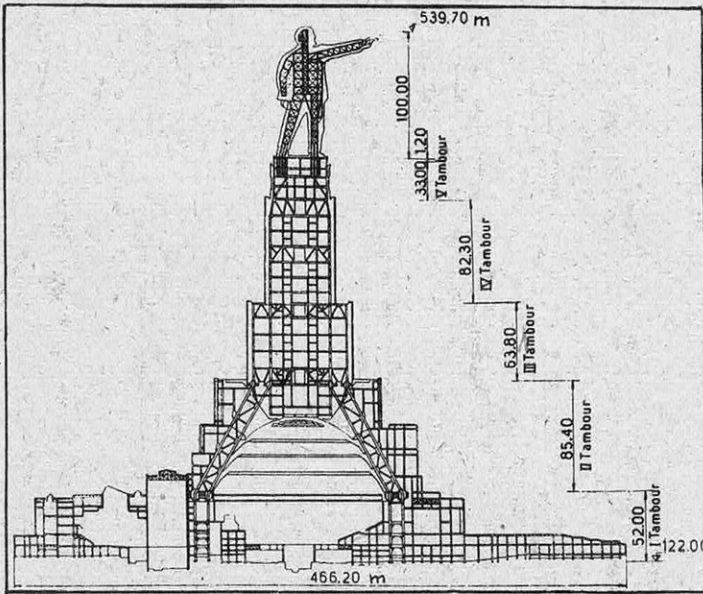 539.70 m
100.00
1.20
33.00
V Tambour
82.30
IV Tambour
63.80
III Tambour
85.40
II Tambour
52.00
I Tambour
122.00
466.20 m